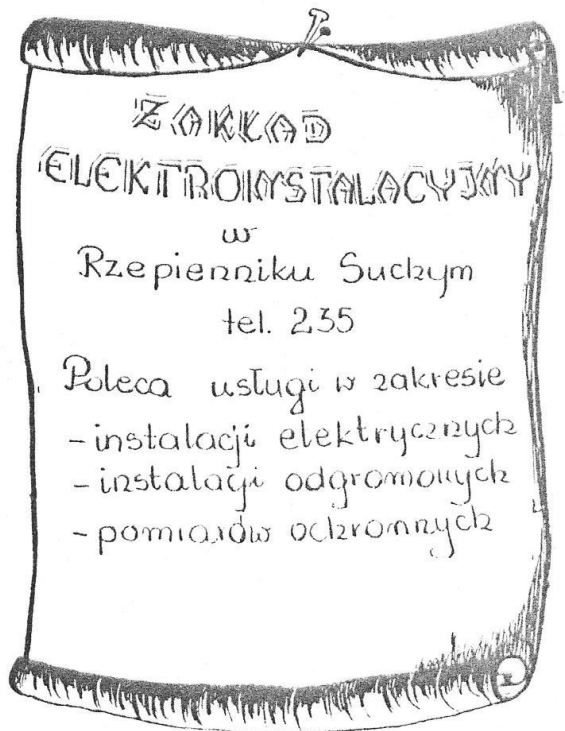 ZAKŁAD
ELEKTROINSTALACYJNY
w
Rzepienniku Suchym
tel. 235
Poleca usługi w zakresie
- instalacji elektrycznych
- instalacji odgromowych
- pomiarów ochronnych